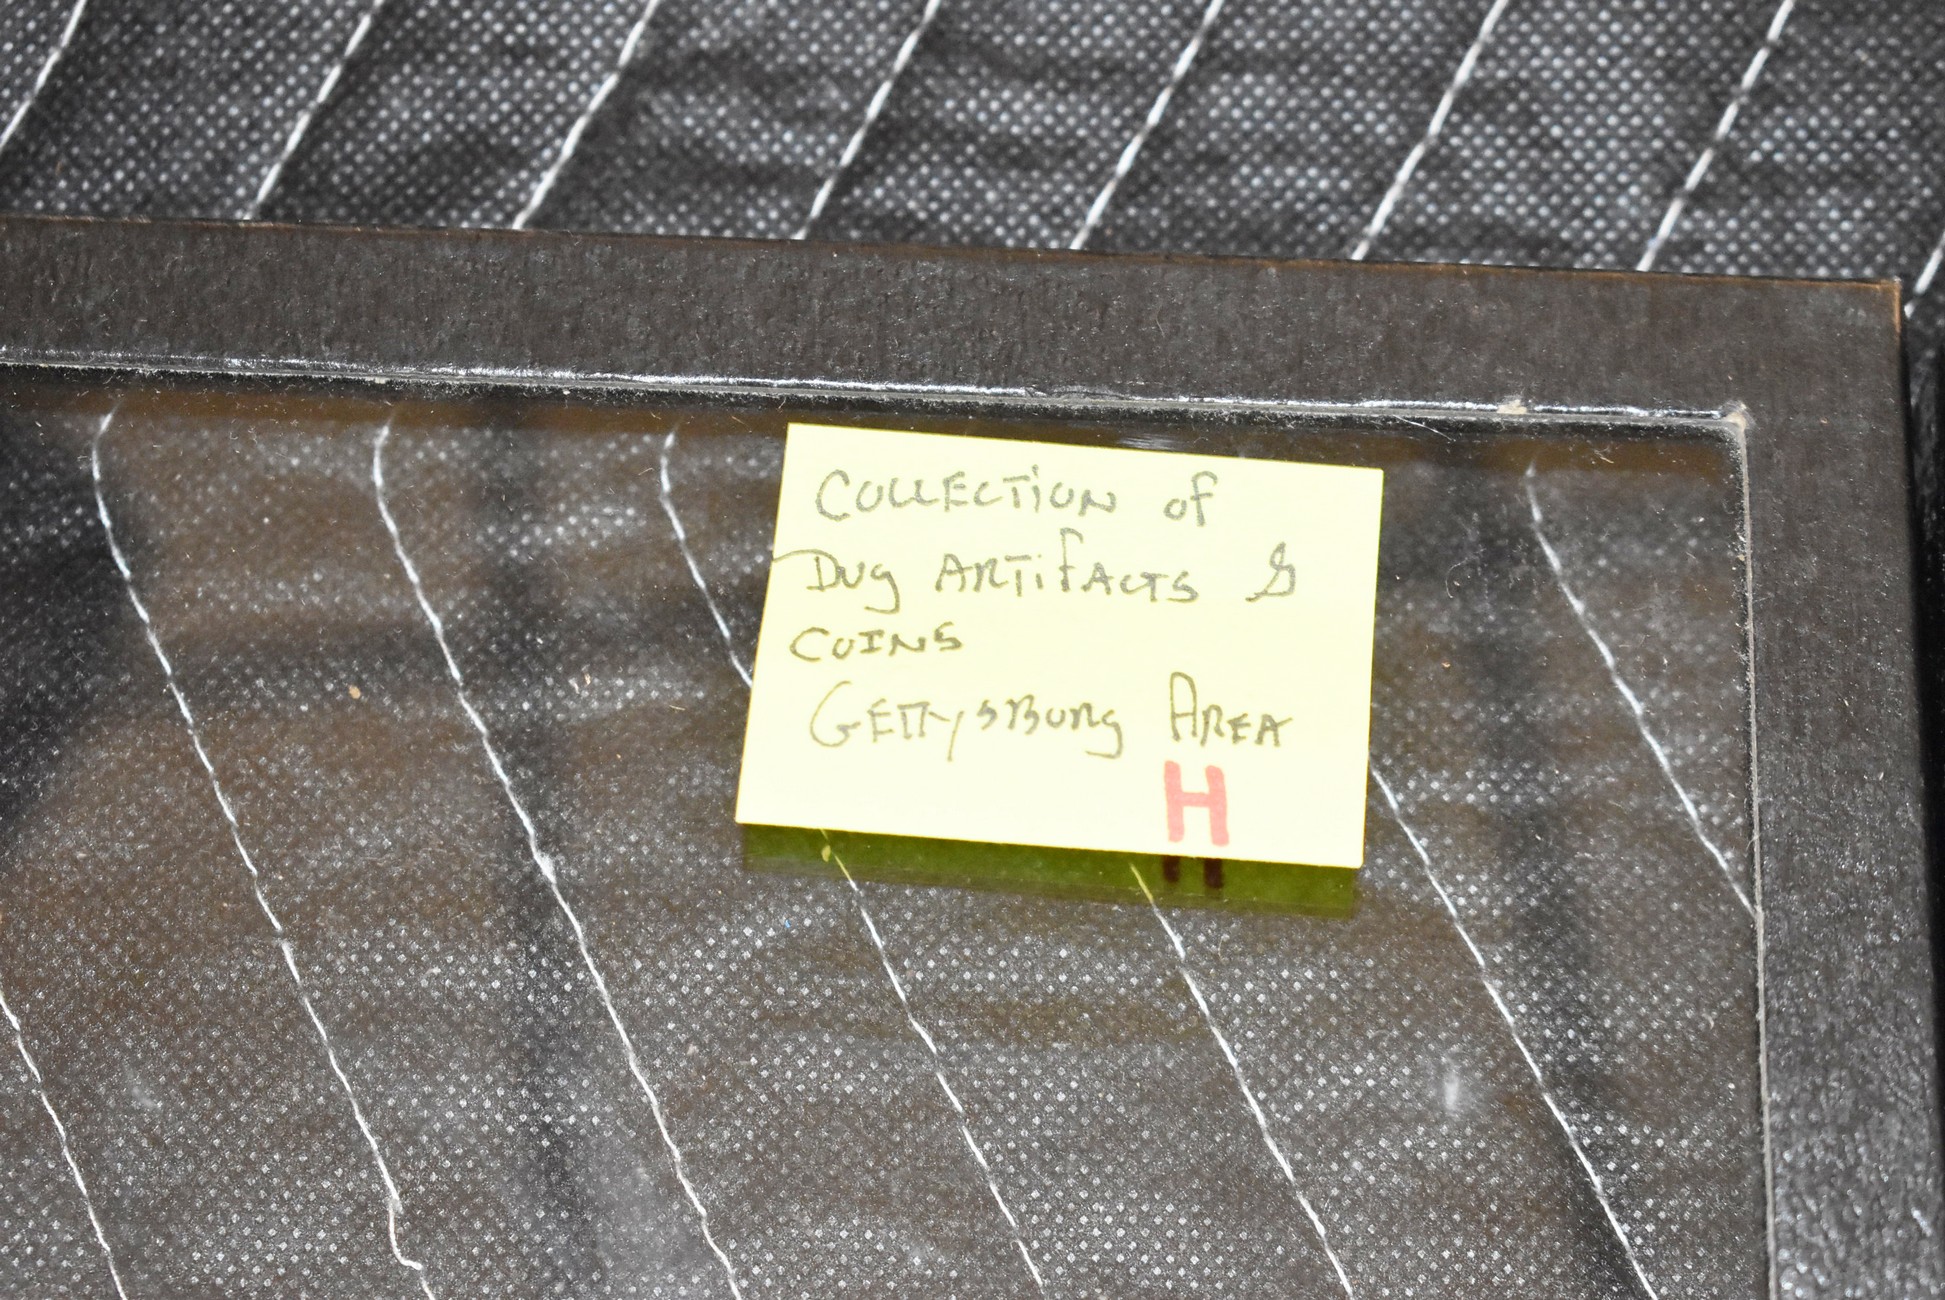 COLLECTION of
Dug ARTifACTS &
COINS
GETTysBurg AREA
H